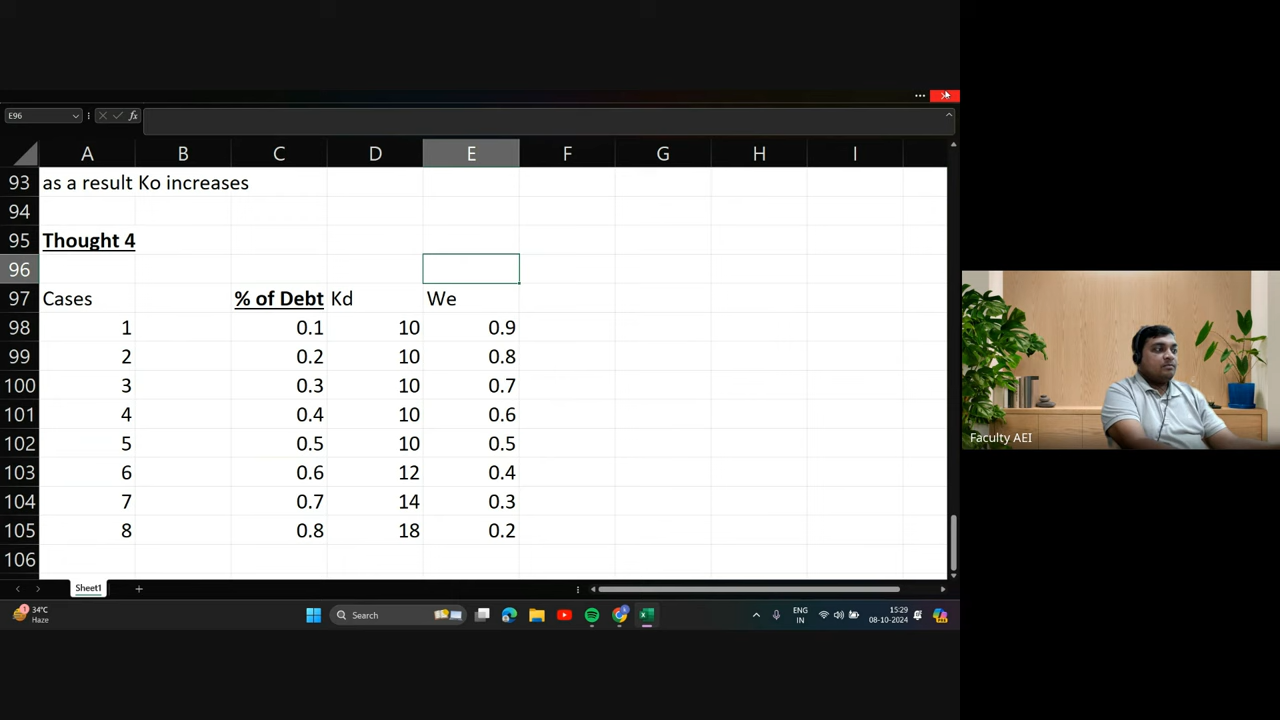 E96
fx
A B C D E F G H I
93 as a result Ko increases
94
95 Thought 4
96
97 Cases % of Debt Kd We
98 1 0.1 10 0.9
99 2 0.2 10 0.8
100 3 0.3 10 0.7
101 4 0.4 10 0.6
102 5 0.5 10 0.5
103 6 0.6 12 0.4
104 7 0.7 14 0.3
105 8 0.8 18 0.2
106
Sheet1
Faculty AEI
1
34°C
Haze
Search
ENG
IN
15:29
08-10-2024